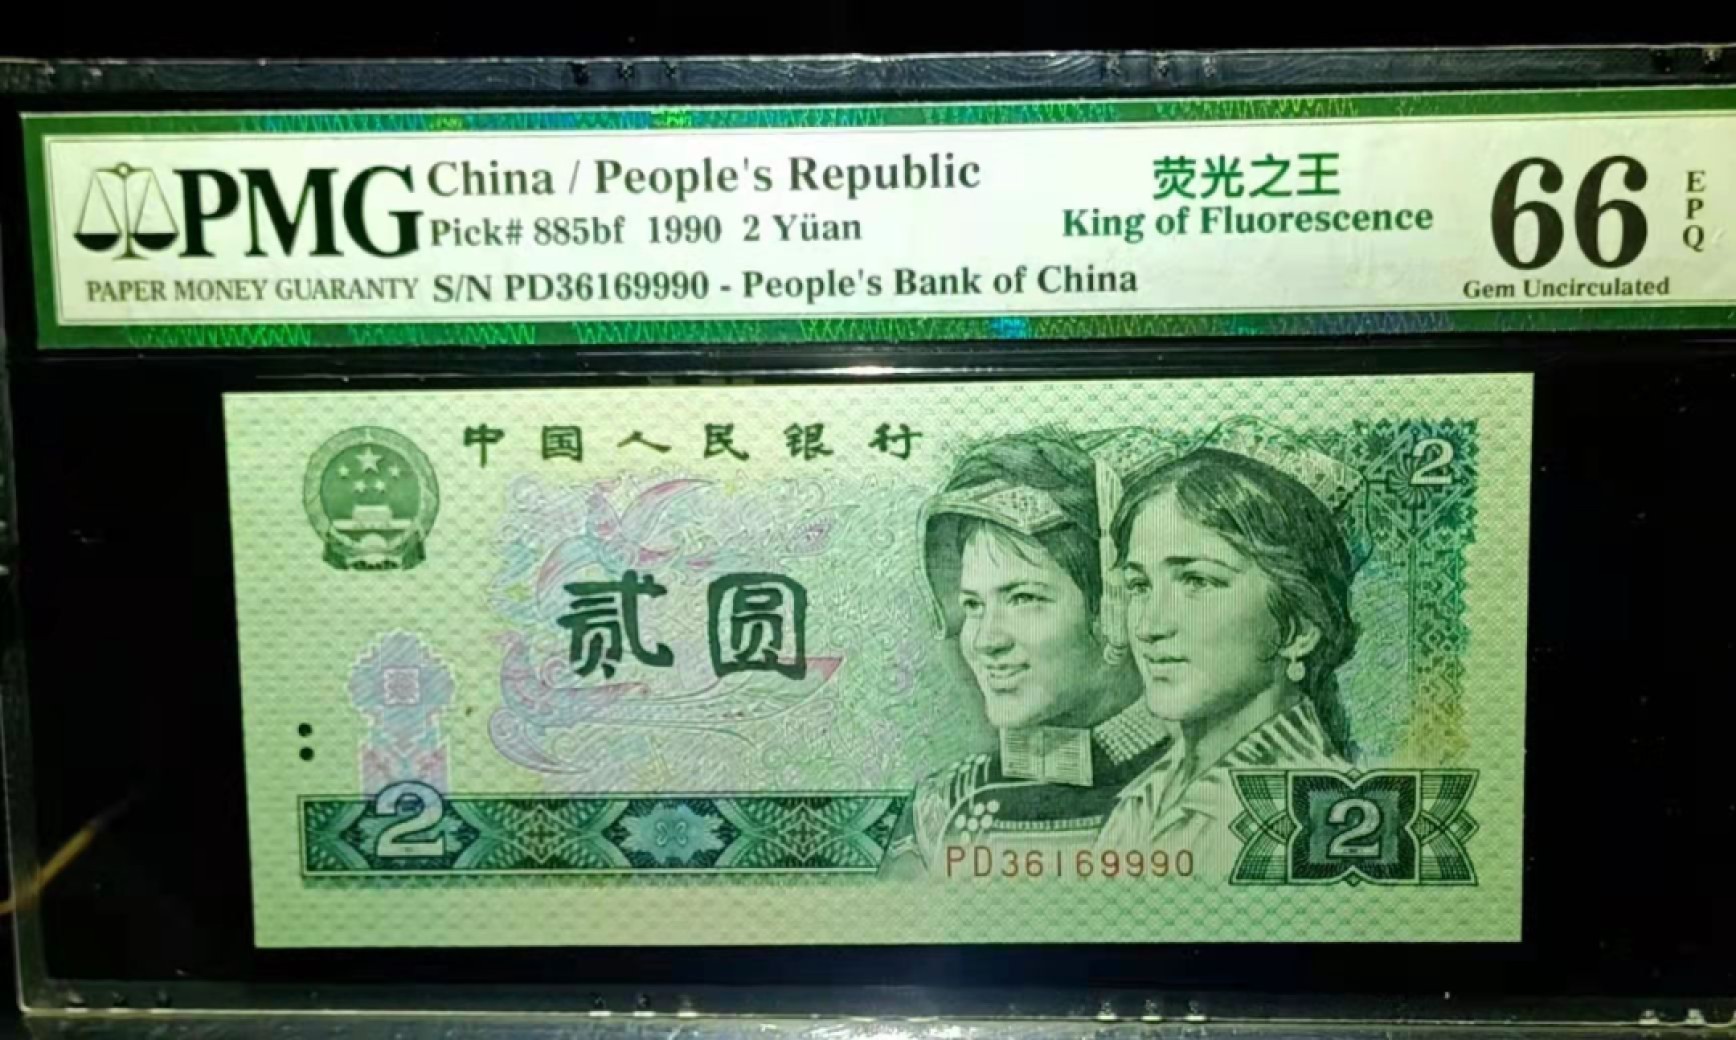 PMG
PAPER MONEY GUARANTY
China / People's Republic
Pick# 885bf 1990 2 Yüan
S/N PD36169990 - People's Bank of China
荧光之王
King of Fluorescence
66
EPQ
Gem Uncirculated
中国人民银行
2
贰圆
2
PD36169990
2